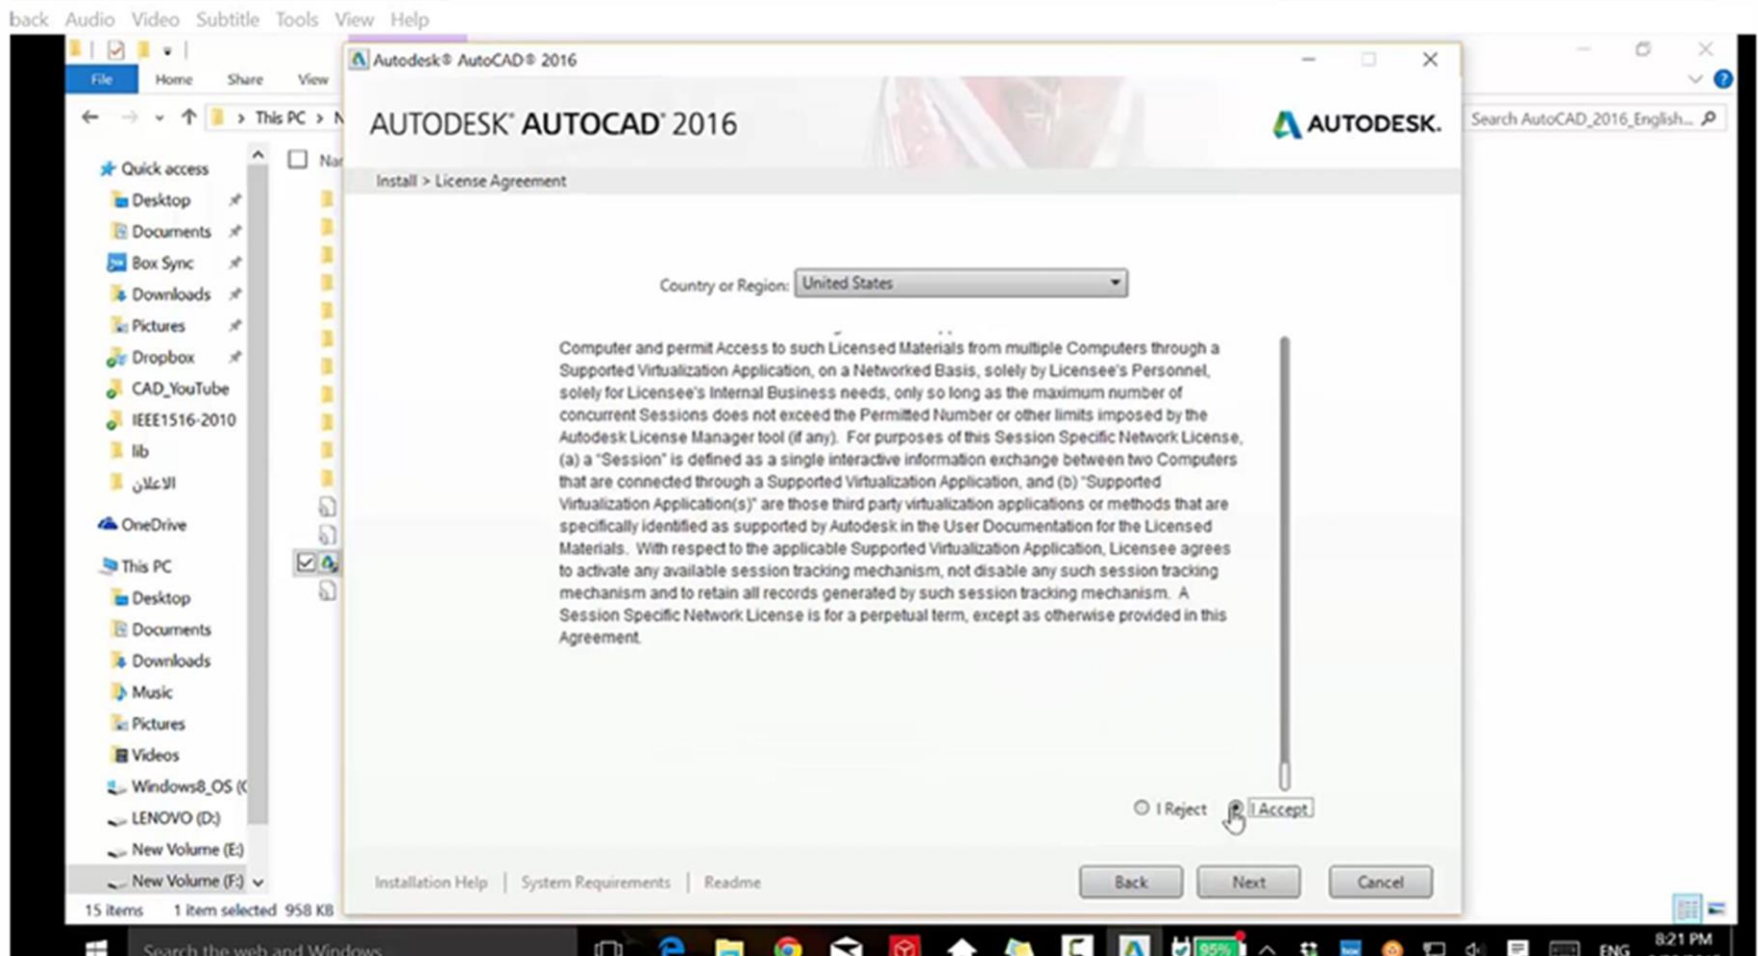 back Audio Video Subtitle Tools View Help
Autodesk® AutoCAD® 2016
File Home Share View
AUTODESK® AUTOCAD® 2016
AUTODESK.
This PC > N
Search AutoCAD_2016_English...
Install > License Agreement
Quick access
Desktop
Documents
Box Sync
Downloads
Pictures
Dropbox
CAD_YouTube
IEEE1516-2010
lib
الاعلان
OneDrive
This PC
Desktop
Documents
Downloads
Music
Pictures
Videos
Windows8_OS (C
LENOVO (D:)
New Volume (E:)
New Volume (F:)
15 items 1 item selected 958 KB
Nar
Country or Region: United States
Computer and permit Access to such Licensed Materials from multiple Computers through a
Supported Virtualization Application, on a Networked Basis, solely by Licensee's Personnel,
solely for Licensee's Internal Business needs, only so long as the maximum number of
concurrent Sessions does not exceed the Permitted Number or other limits imposed by the
Autodesk License Manager tool (if any). For purposes of this Session Specific Network License,
(a) a "Session" is defined as a single interactive information exchange between two Computers
that are connected through a Supported Virtualization Application, and (b) "Supported
Virtualization Application(s)" are those third party virtualization applications or methods that are
specifically identified as supported by Autodesk in the User Documentation for the Licensed
Materials. With respect to the applicable Supported Virtualization Application, Licensee agrees
to activate any available session tracking mechanism, not disable any such session tracking
mechanism and to retain all records generated by such session tracking mechanism. A
Session Specific Network License is for a perpetual term, except as otherwise provided in this
Agreement.
I Reject I Accept
Installation Help | System Requirements | Readme
Back Next Cancel
Search the web and Windows
95%
ENG
8:21 PM